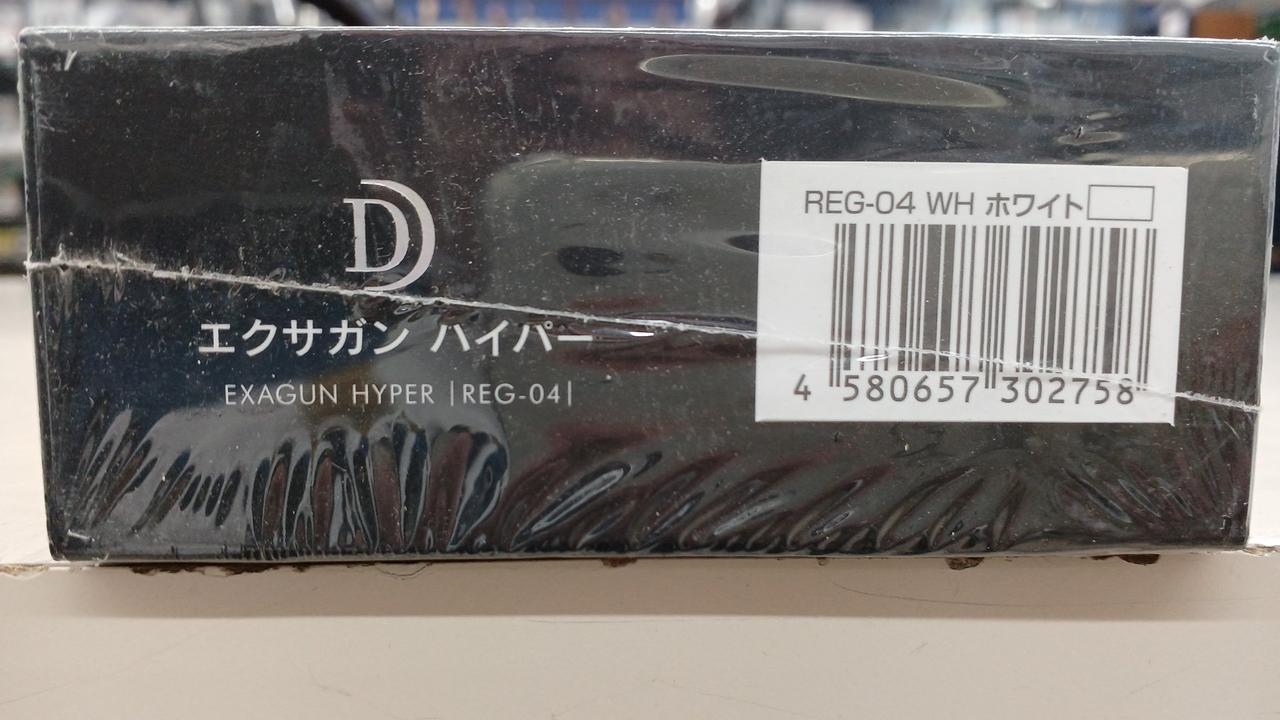 D
エクサガン ハイパー
EXAGUN HYPER |REG-04|
REG-04 WH ホワイト
4 580657 302758